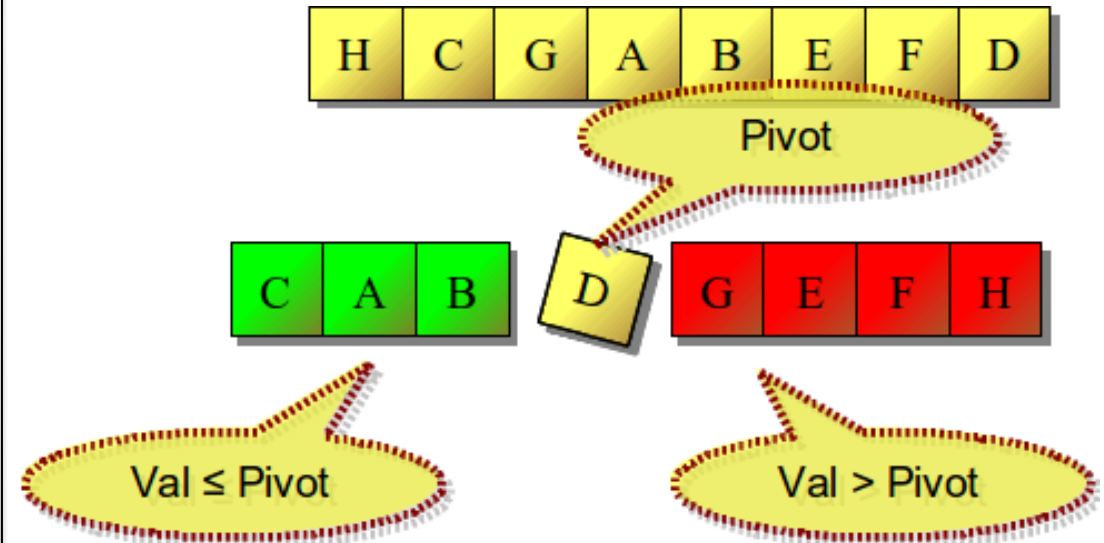 H C G A B E F D
Pivot
C A B D G E F H
Val ≤ Pivot
Val > Pivot